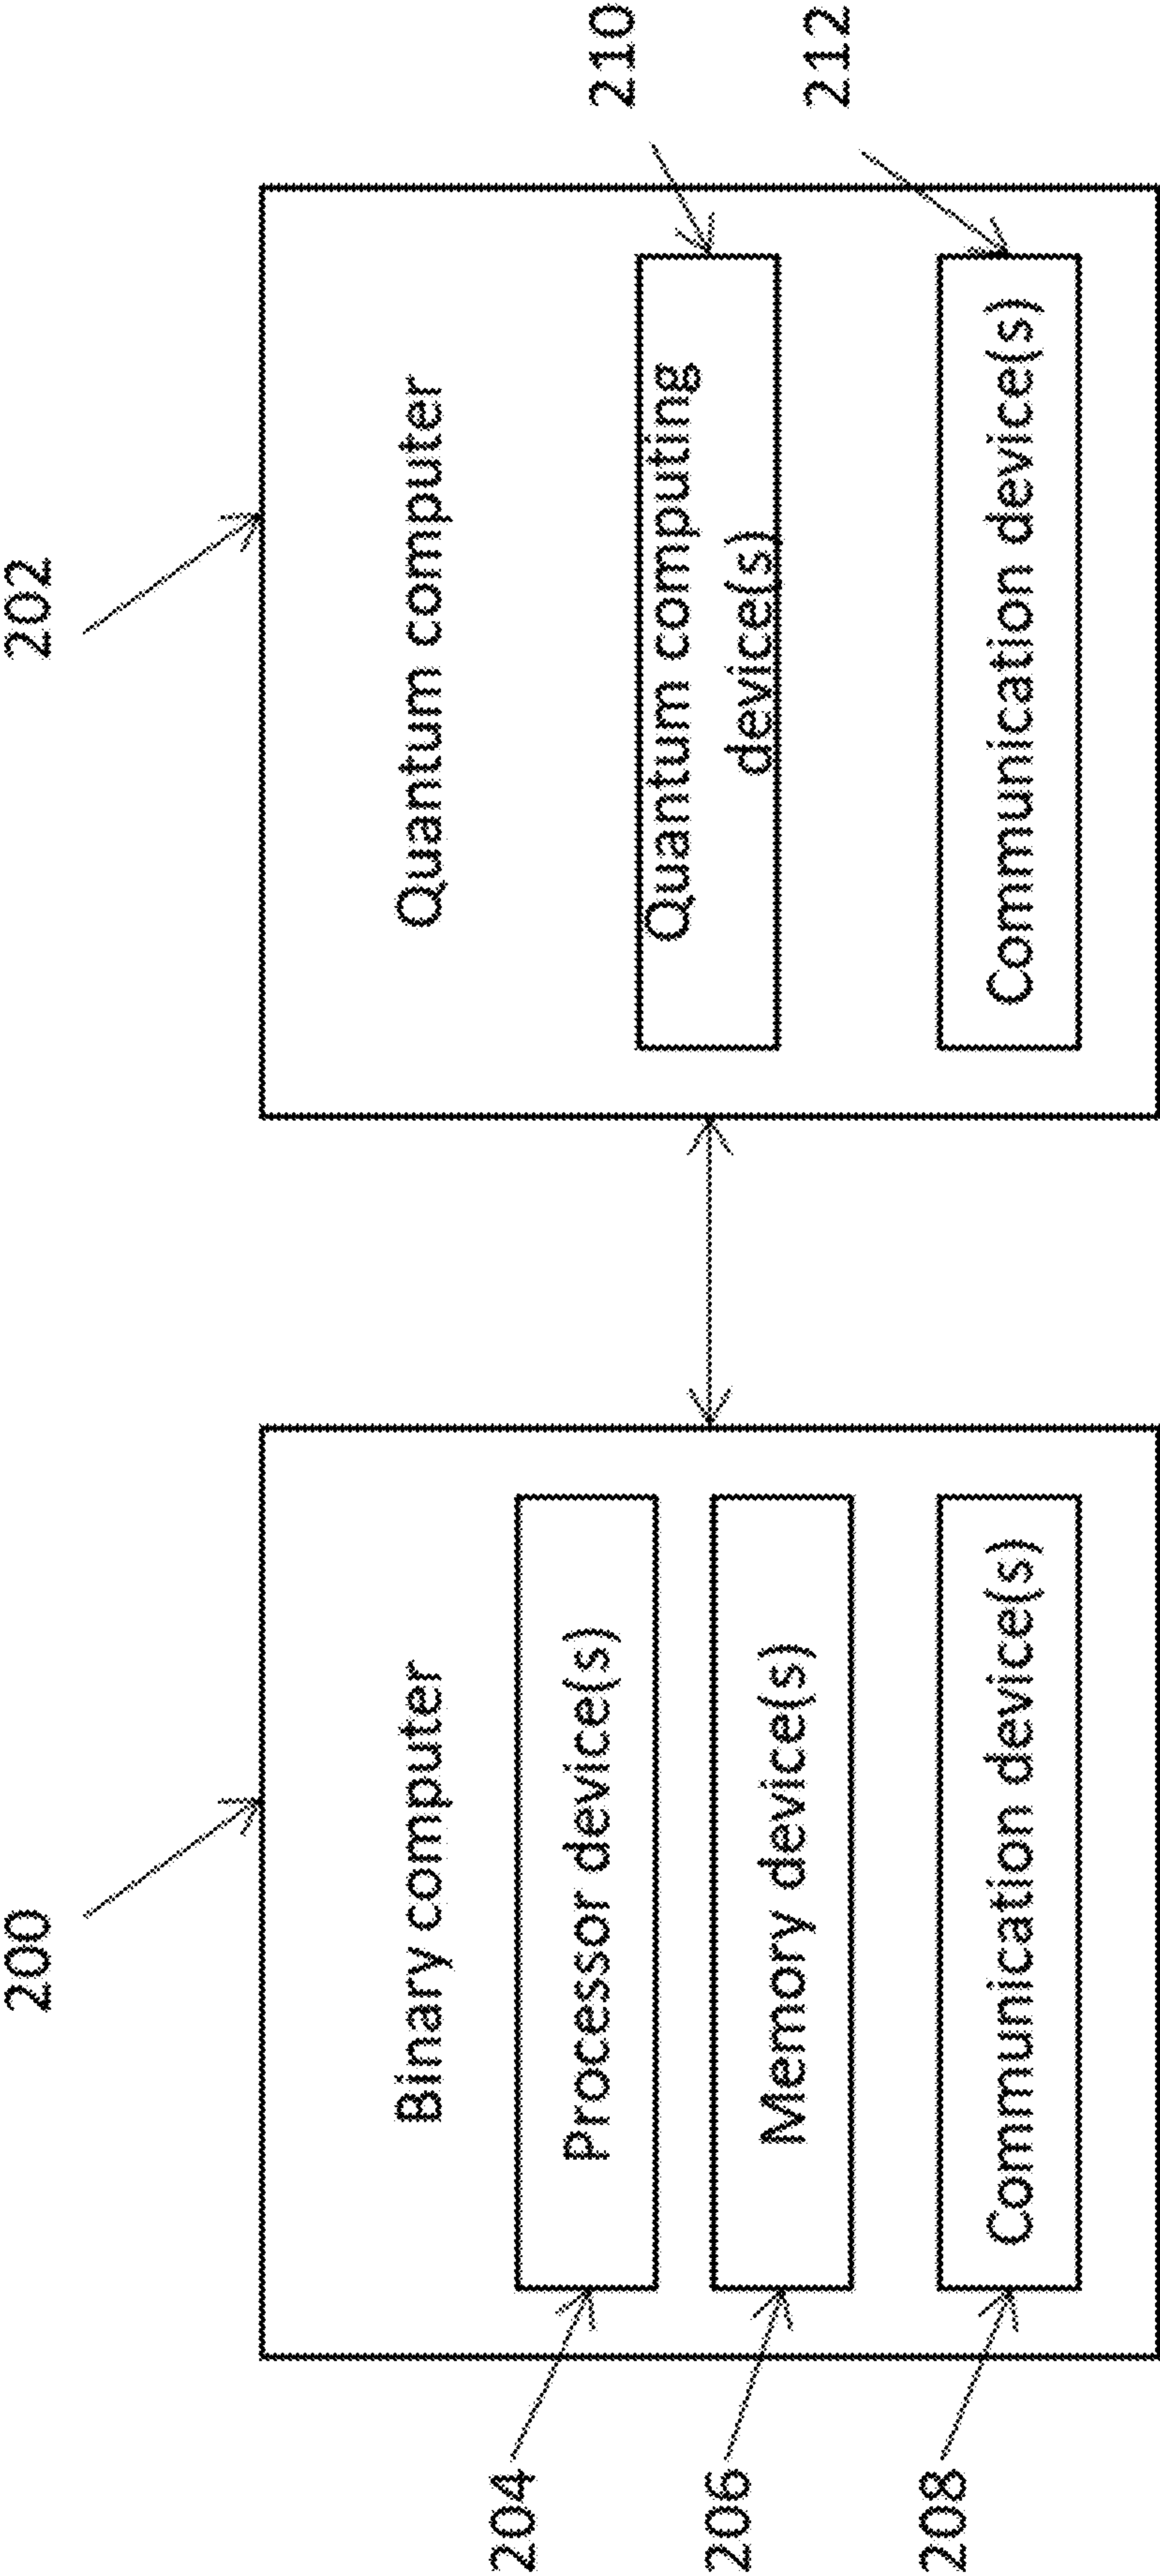 200
Binary computer
204
Processor device(s)
206
Memory device(s)
208
Communication device(s)
202
Quantum computer
210
Quantum computing
device(s)
212
Communication device(s)